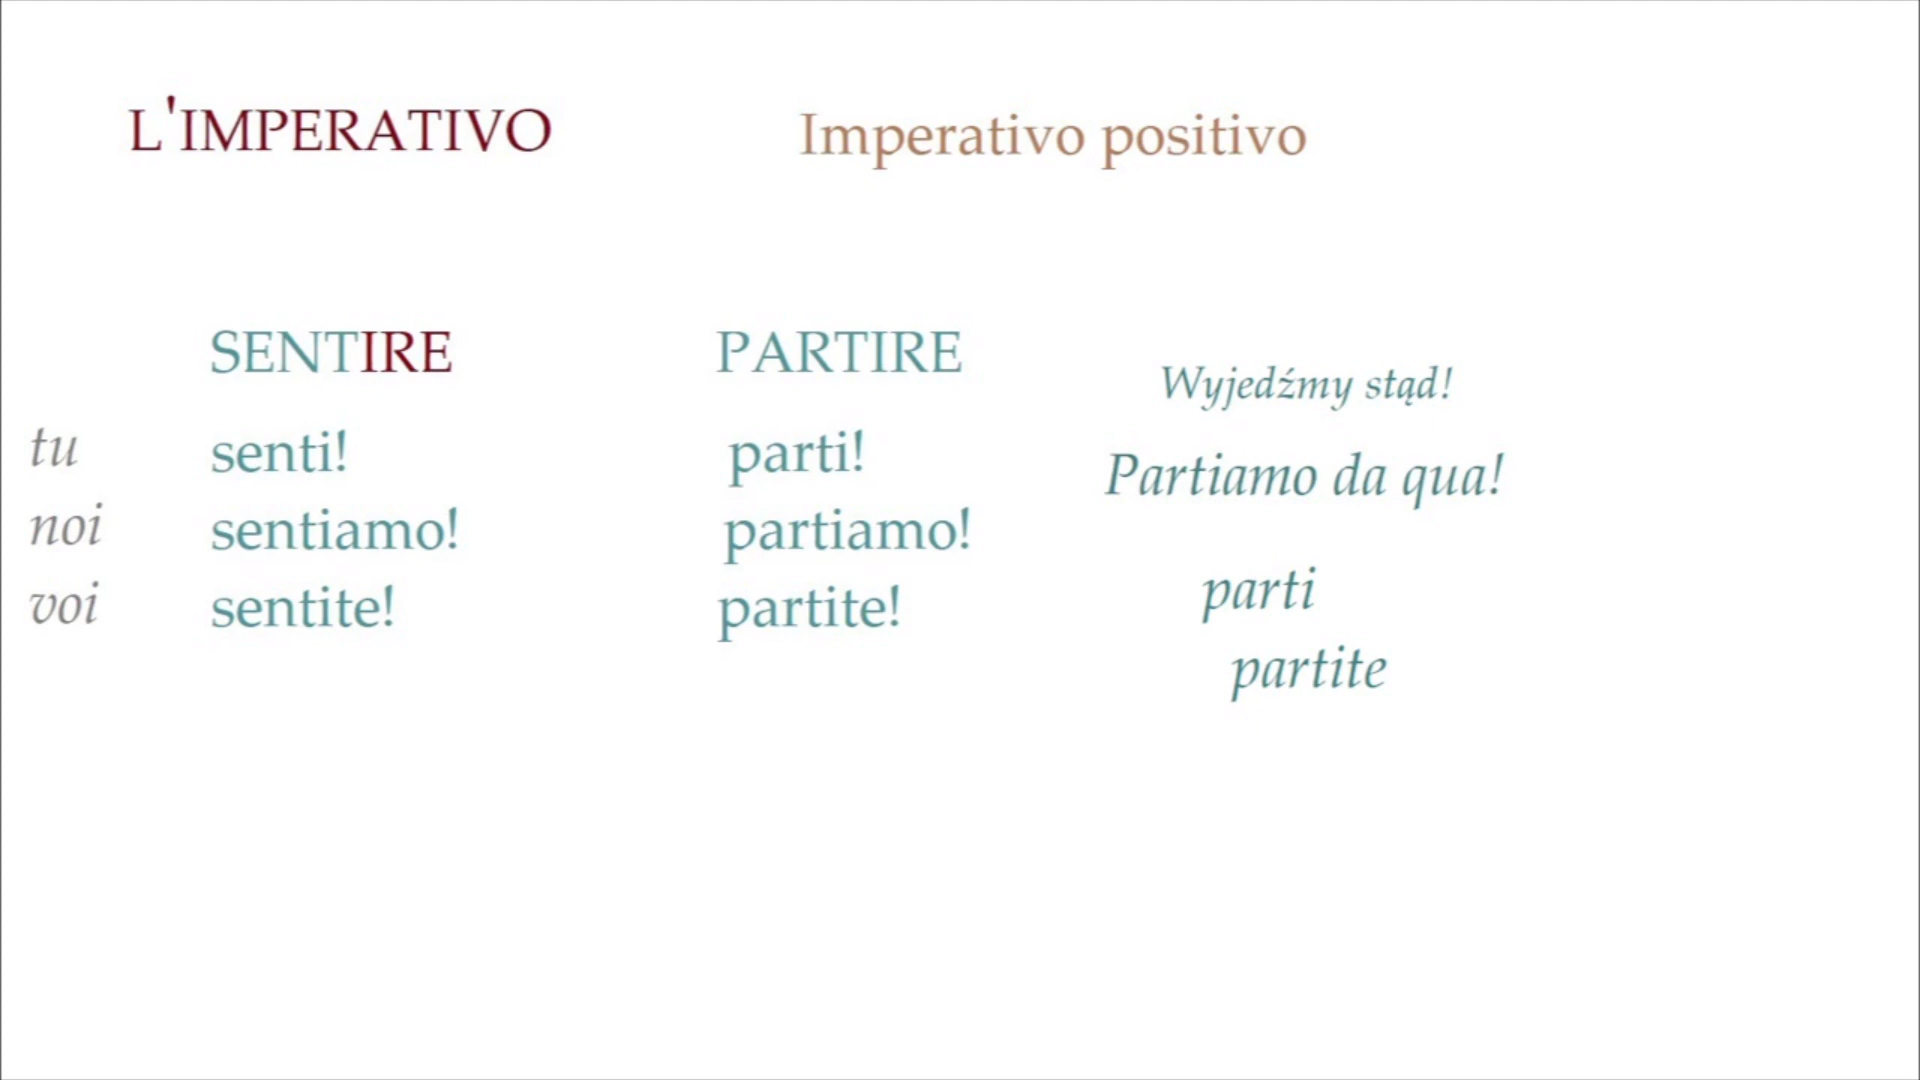 L'IMPERATIVO
Imperativo positivo
SENTIRE
PARTIRE
tu senti! parti!
noi sentiamo! partiamo!
voi sentite! partite!
Wyjedźmy stąd!
Partiamo da qua!
parti
partite